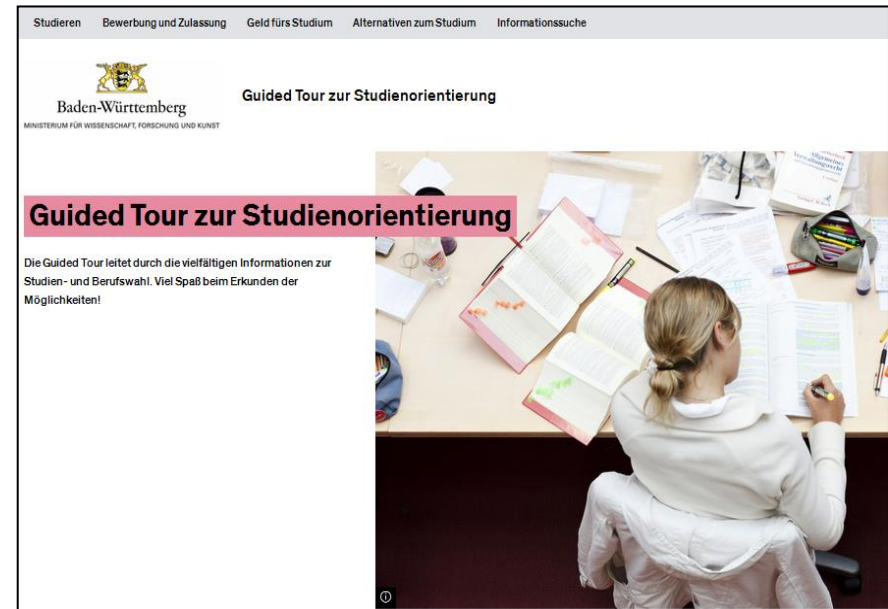 Studieren Bewerbung und Zulassung Geld fürs Studium Alternativen zum Studium Informationssuche
Baden-Württemberg
MINISTERIUM FÜR WISSENSCHAFT, FORSCHUNG UND KUNST
Guided Tour zur Studienorientierung
Guided Tour zur Studienorientierung
Die Guided Tour leitet durch die vielfältigen Informationen zur
Studien- und Berufswahl. Viel Spaß beim Erkunden der
Möglichkeiten!
Allgemeines
Verwaltungsrecht